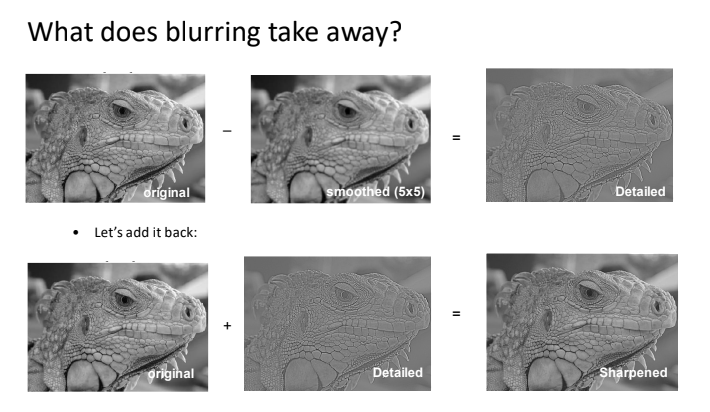 What does blurring take away?
original
–
smoothed (5x5)
=
Detailed
• Let's add it back:
original
+
Detailed
=
Sharpened